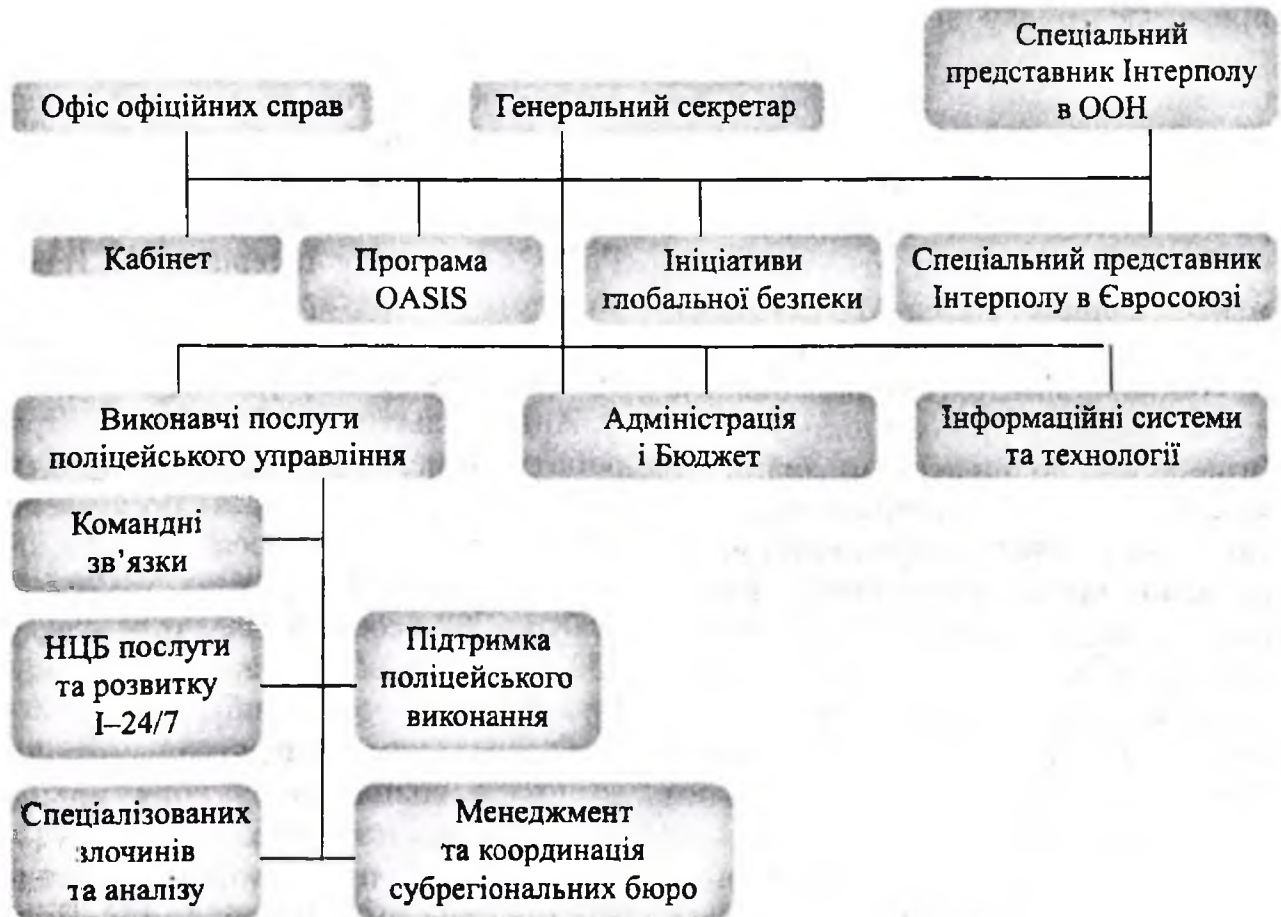 Офіс офіційних справ
Генеральний секретар
Спеціальний
представник Інтерполу
в ООН
Кабінет
Програма
OASIS
Ініціативи
глобальної безпеки
Спеціальний представник
Інтерполу в Євросоюзі
Виконавчі послуги
поліцейського управління
Адміністрація
і Бюджет
Інформаційні системи
та технології
Командні
зв'язки
НЦБ послуги
та розвитку
І–24/7
Підтримка
поліцейського
виконання
Спеціалізованих
злочинів
та аналізу
Менеджмент
та координація
субрегіональних бюро